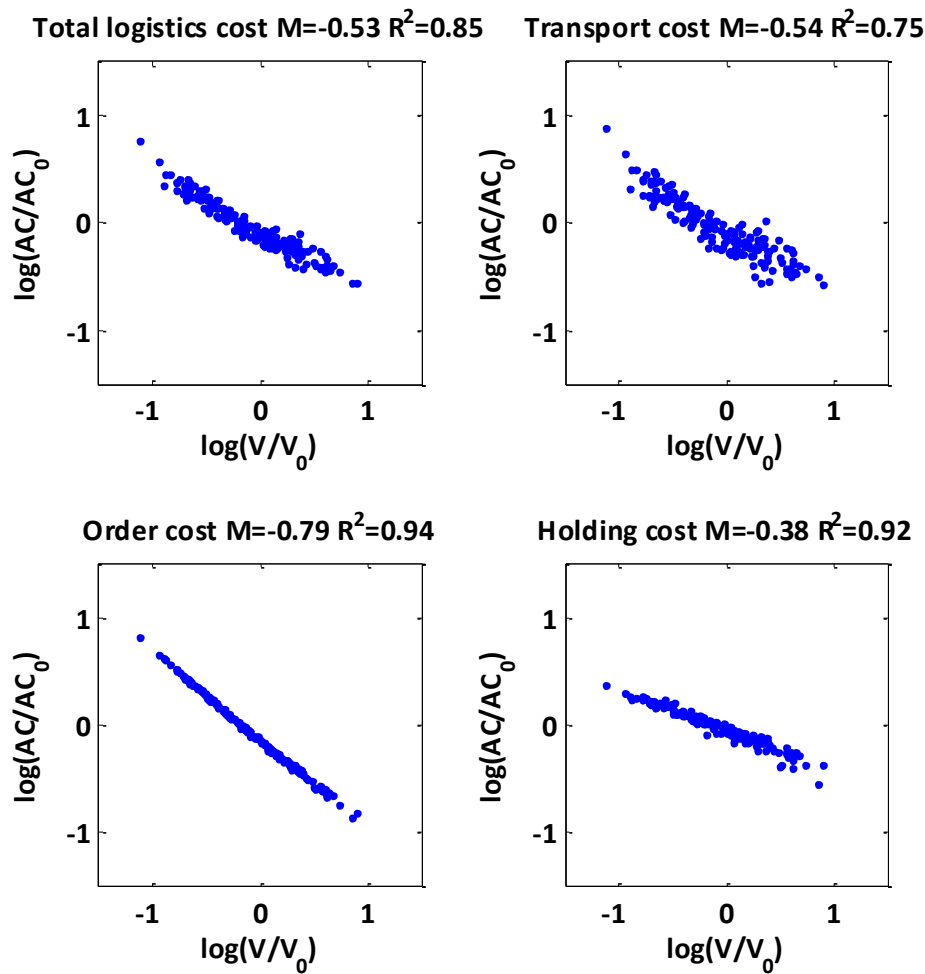 Total logistics cost M=-0.53 R²=0.85
1
0
-1
log(AC/AC₀)
-1 0 1
log(V/V₀)
Transport cost M=-0.54 R²=0.75
1
0
-1
log(AC/AC₀)
-1 0 1
log(V/V₀)
Order cost M=-0.79 R²=0.94
1
0
-1
log(AC/AC₀)
-1 0 1
log(V/V₀)
Holding cost M=-0.38 R²=0.92
1
0
-1
log(AC/AC₀)
-1 0 1
log(V/V₀)